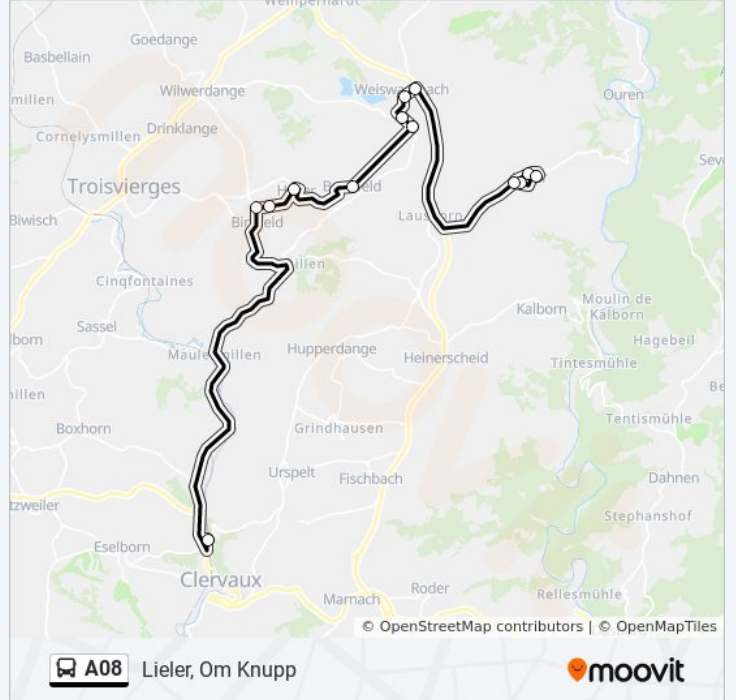 Wemperhardt
Goedange
Basbellain
Wilwerdange
Weiswampach
Ouren
Cornelysmillen
Drinklange
Troisvierges
Biwisch
Cinqfontaines
Kalborn
Moulin de
Kalborn
Sassel
Hupperdange
Heinerscheid
Hagebeil
Tintesmühle
Boxhorn
Grindhausen
Tentismühle
Urspelt
Fischbach
Dahnen
Stephanshof
Eselborn
Clervaux
Marnach
Roder
Rellesmühle
© OpenStreetMap contributors | © OpenMapTiles
A08 Lieler, Om Knupp
moovit